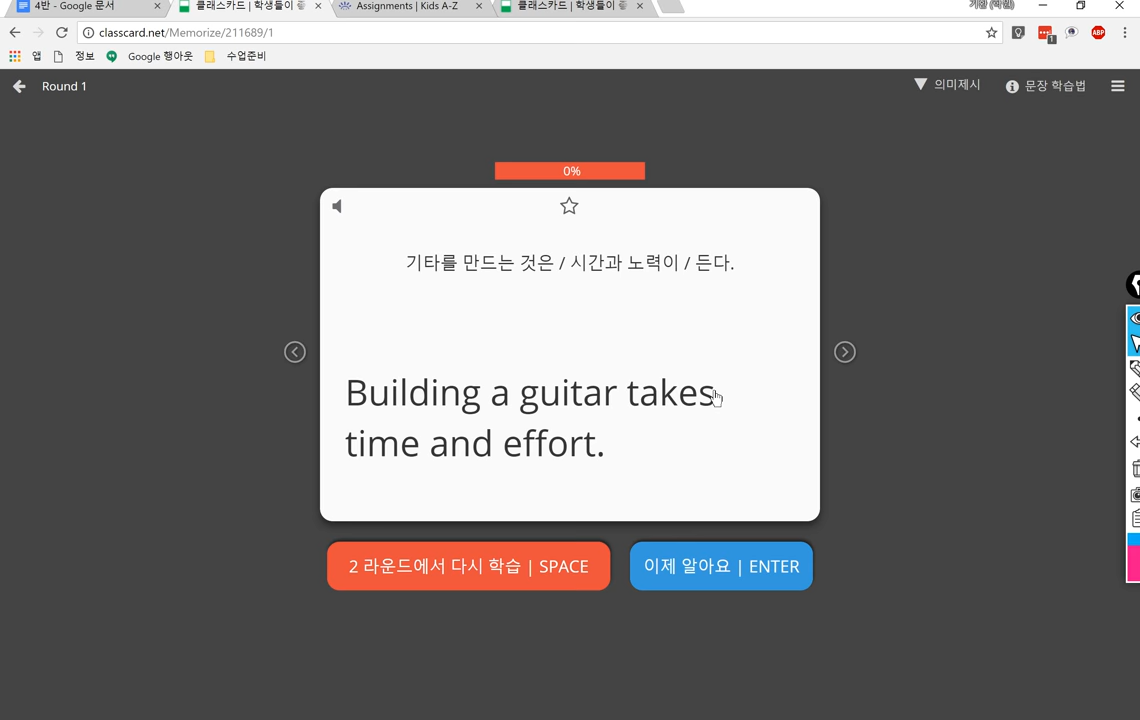 4반 - Google 문서
클래스카드 | 학생들이 좋
Assignments | Kids A-Z
클래스카드 | 학생들이 좋
classcard.net/Memorize/211689/1
1
ABP
앱
정보
Google 행아웃
수업준비
Round 1
의미제시
문장 학습법
0%
기타를 만드는 것은 / 시간과 노력이 / 든다.
Building a guitar takes
time and effort.
2 라운드에서 다시 학습 | SPACE
이제 알아요 | ENTER